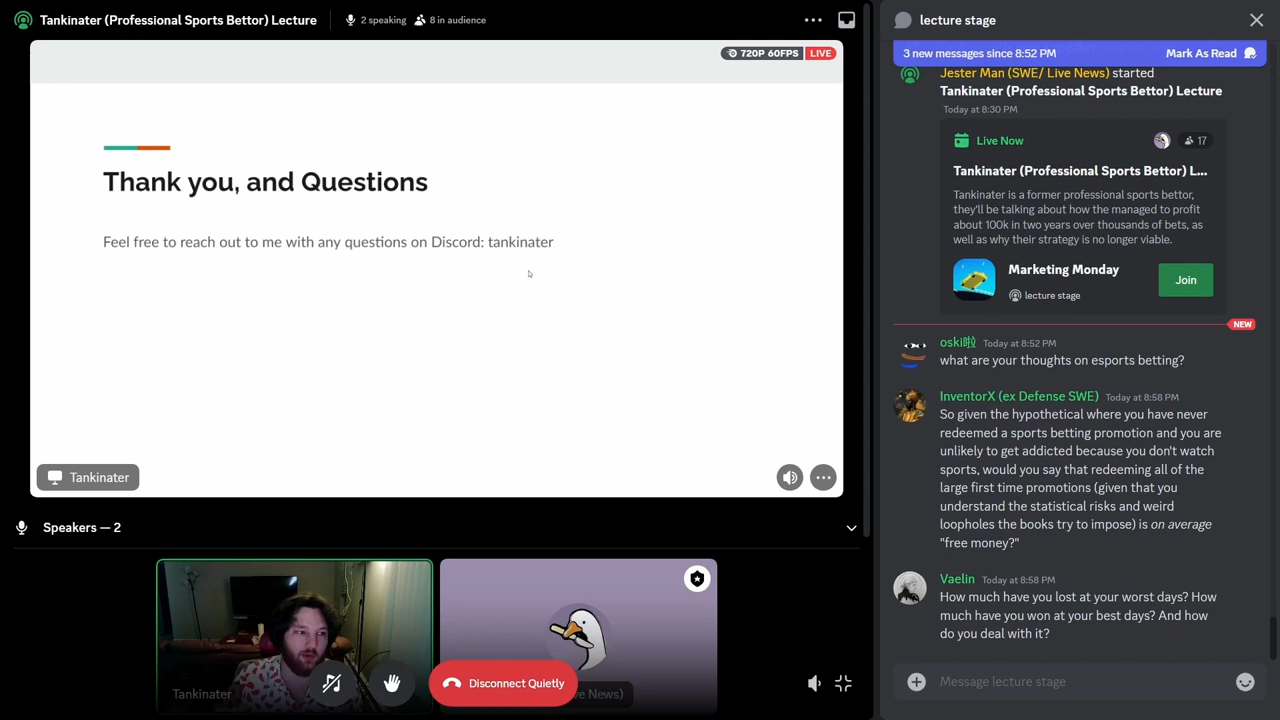 Tankinater (Professional Sports Bettor) Lecture
2 speaking
8 in audience
720P 60FPS
LIVE
Thank you, and Questions
Feel free to reach out to me with any questions on Discord: tankinater
Tankinater
Speakers — 2
Tankinater
Disconnect Quietly
ve News)
lecture stage
3 new messages since 8:52 PM
Mark As Read
Jester Man (SWE/ Live News) started
Tankinater (Professional Sports Bettor) Lecture
Today at 8:30 PM
Live Now
17
Tankinater (Professional Sports Bettor) L...
Tankinater is a former professional sports bettor,
they'll be talking about how the managed to profit
about 100k in two years over thousands of bets, as
well as why their strategy is no longer viable.
Marketing Monday
lecture stage
Join
NEW
oski啦 Today at 8:52 PM
what are your thoughts on esports betting?
InventorX (ex Defense SWE) Today at 8:58 PM
So given the hypothetical where you have never
redeemed a sports betting promotion and you are
unlikely to get addicted because you don't watch
sports, would you say that redeeming all of the
large first time promotions (given that you
understand the statistical risks and weird
loopholes the books try to impose) is on average
"free money?"
Vaelin Today at 8:58 PM
How much have you lost at your worst days? How
much have you won at your best days? And how
do you deal with it?
Message lecture stage